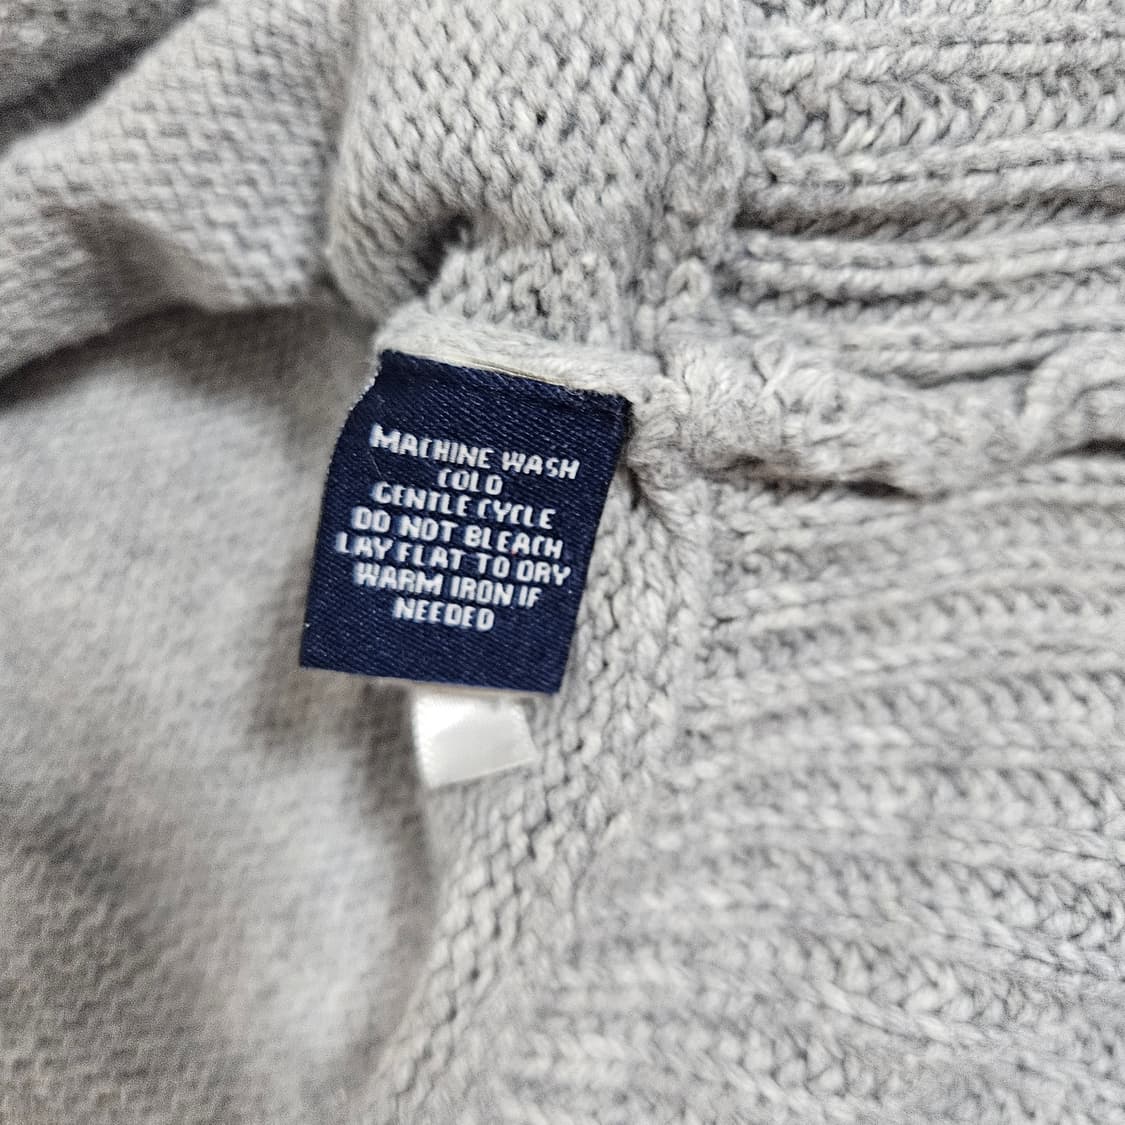 MACHINE WASH
COLD
GENTLE CYCLE
DO NOT BLEACH
LAY FLAT TO DRY
WARM IRON IF
NEEDED